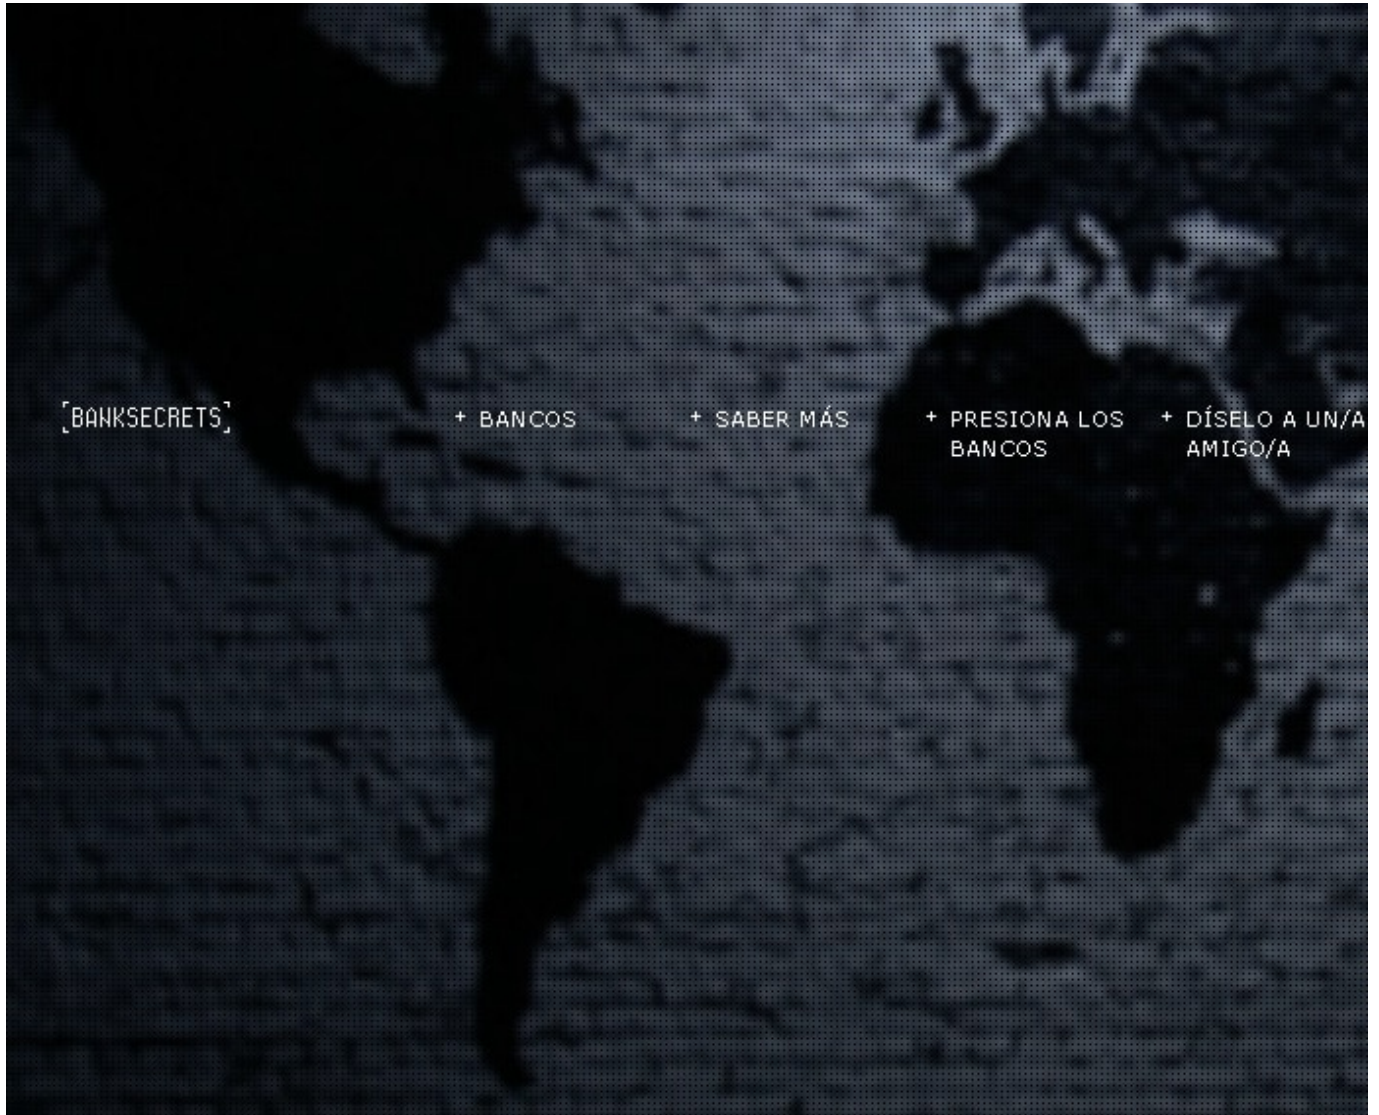 [BANKSECRETS]
+ BANCOS
+ SABER MÁS
+ PRESIONA LOS
BANCOS
+ DÍSELO A UN/A
AMIGO/A